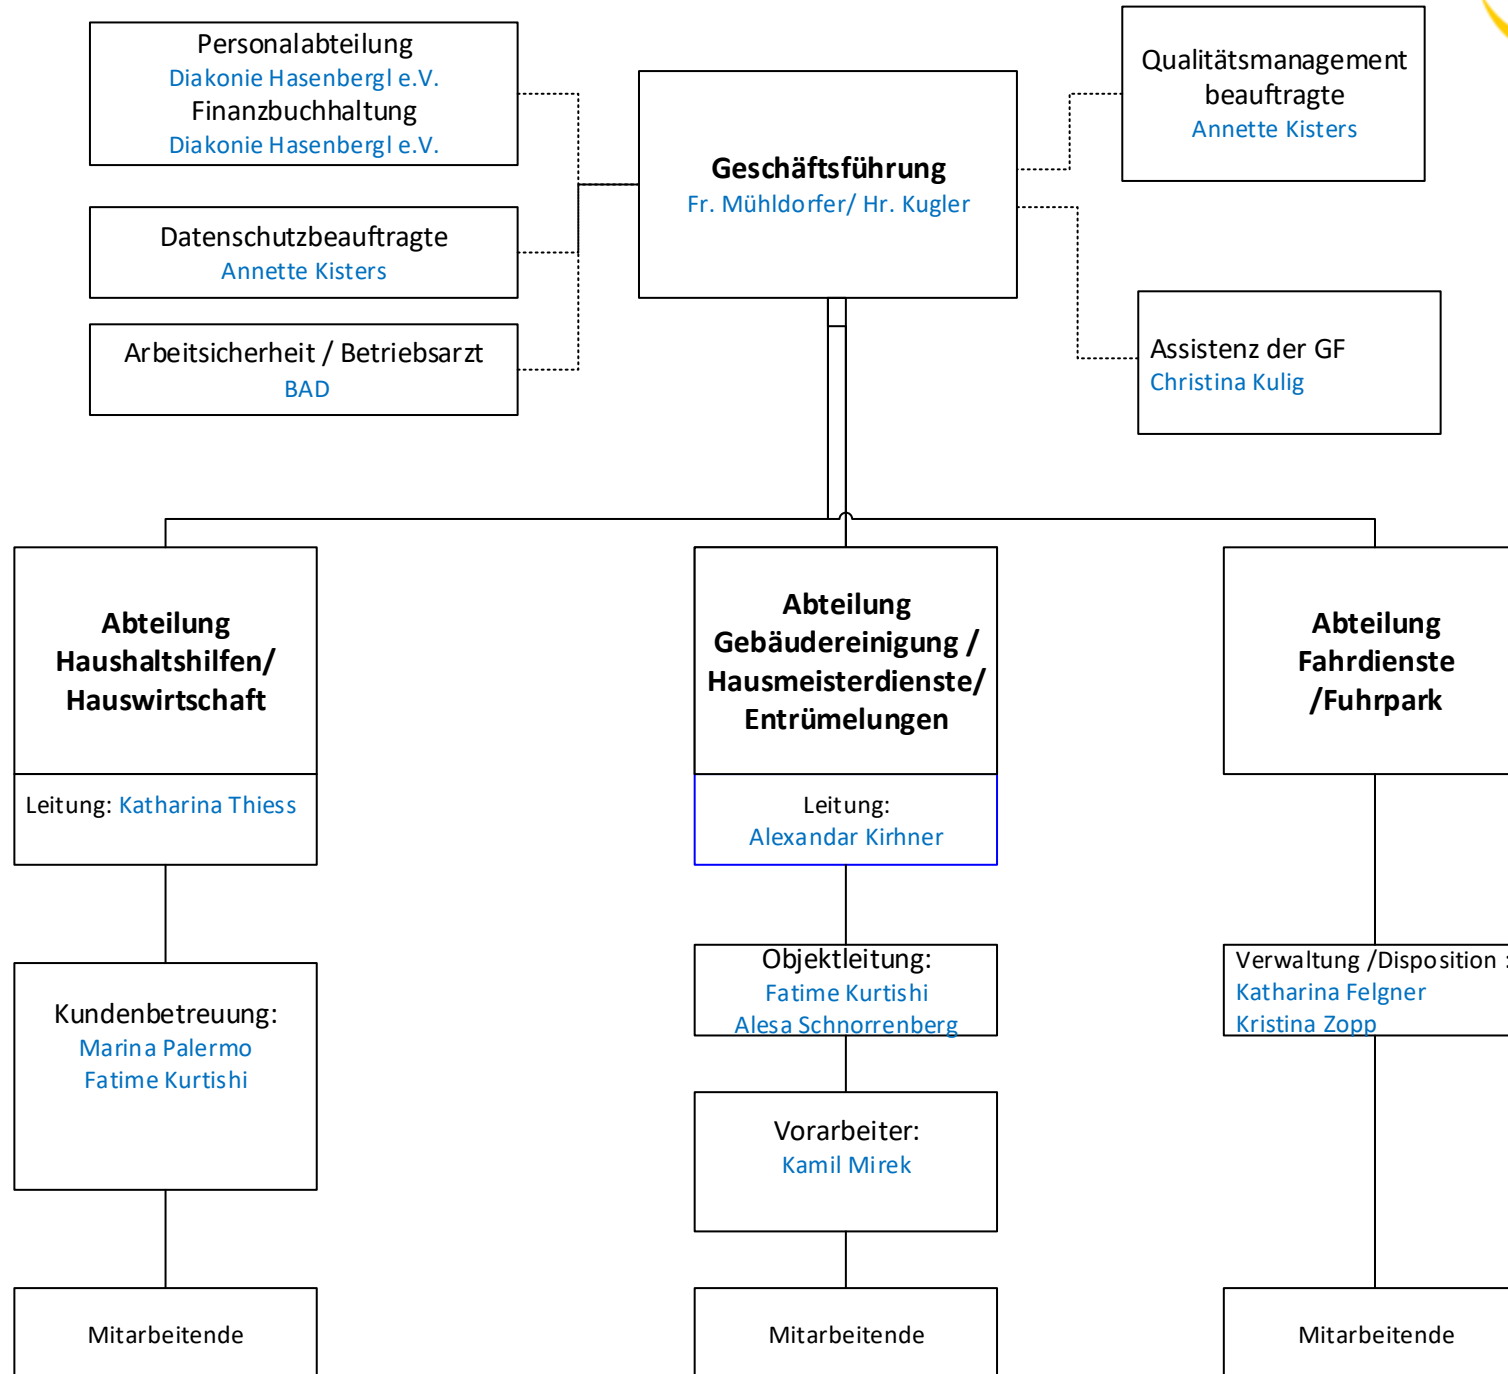 Personalabteilung
Diakonie Hasenbergl e.V.
Finanzbuchhaltung
Diakonie Hasenbergl e.V.
Datenschutzbeauftragte
Annette Kisters
Arbeitsicherheit / Betriebsarzt
BAD
Geschäftsführung
Fr. Mühldorfer/ Hr. Kugler
Qualitätsmanagement
beauftragte
Annette Kisters
Assistenz der GF
Christina Kulig
Abteilung
Haushaltshilfen/
Hauswirtschaft
Leitung: Katharina Thiess
Kundenbetreuung:
Marina Palermo
Fatime Kurtishi
Mitarbeitende
Abteilung
Gebäudereinigung /
Hausmeisterdienste/
Entrümelungen
Leitung:
Alexandar Kirhner
Objektleitung:
Fatime Kurtishi
Alesa Schnorrenberg
Vorarbeiter:
Kamil Mirek
Mitarbeitende
Abteilung
Fahrdienste
/Fuhrpark
Verwaltung /Disposition :
Katharina Felgner
Kristina Zopp
Mitarbeitende